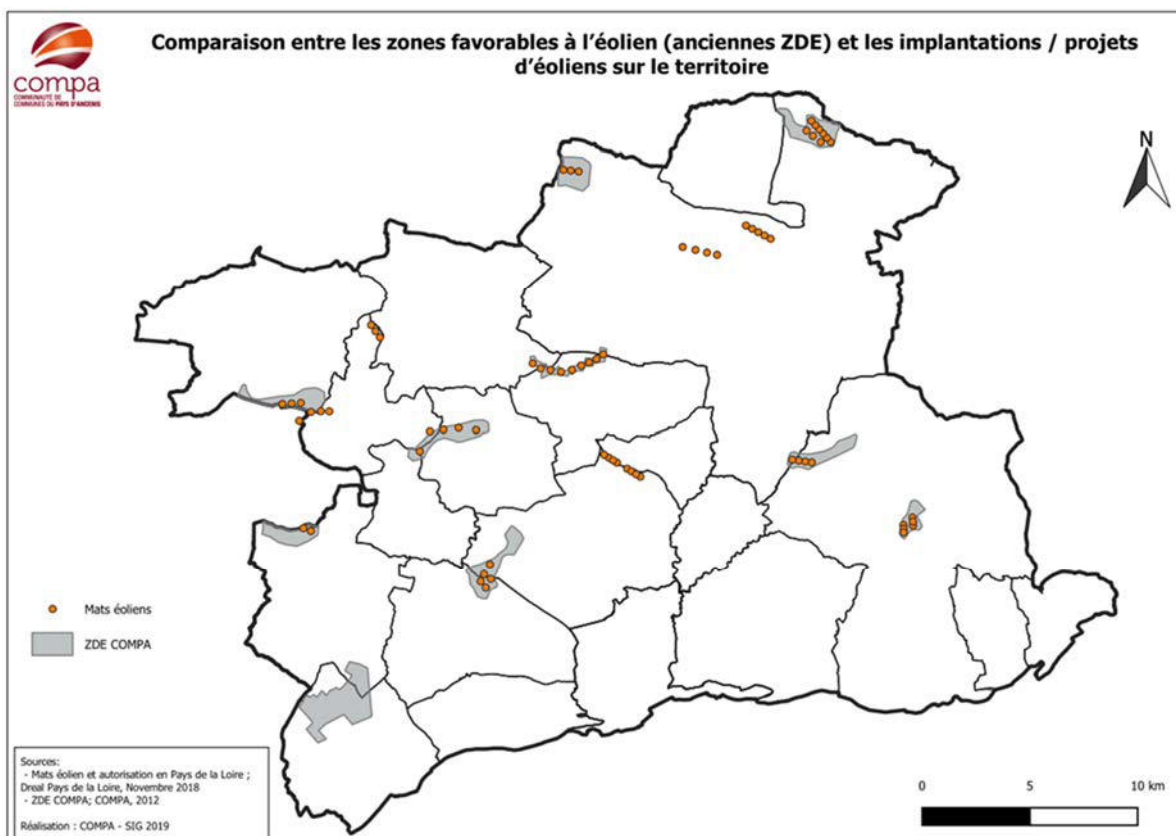 Comparaison entre les zones favorables à l'éolien (anciennes ZDE) et les implantations / projets
d'éoliens sur le territoire
compa
COMMUNAUTÉ DE
COMMUNES DU PAYS D'ANCENIS
N
Mats éoliens
ZDE COMPA
Sources:
- Mats éolien et autorisation en Pays de la Loire ;
Dreal Pays de la Loire, Novembre 2018
- ZDE COMPA; COMPA, 2012
Réalisation : COMPA - SIG 2019
0 5 10 km